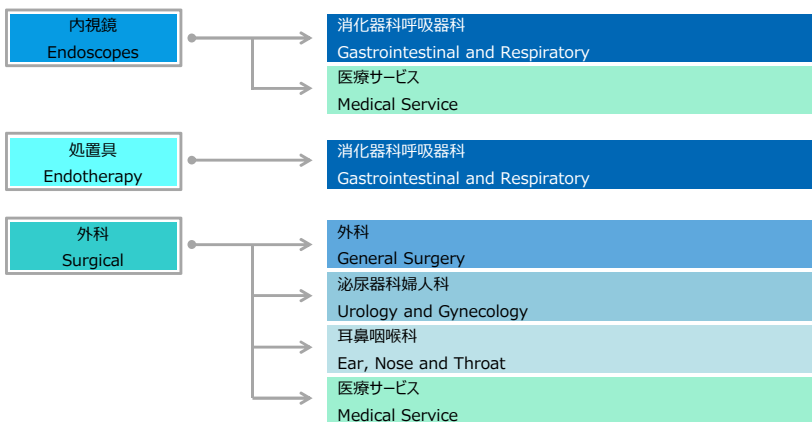 内視鏡
Endoscopes
消化器科呼吸器科
Gastrointestinal and Respiratory
医療サービス
Medical Service
処置具
Endotherapy
消化器科呼吸器科
Gastrointestinal and Respiratory
外科
Surgical
外科
General Surgery
泌尿器科婦人科
Urology and Gynecology
耳鼻咽喉科
Ear, Nose and Throat
医療サービス
Medical Service